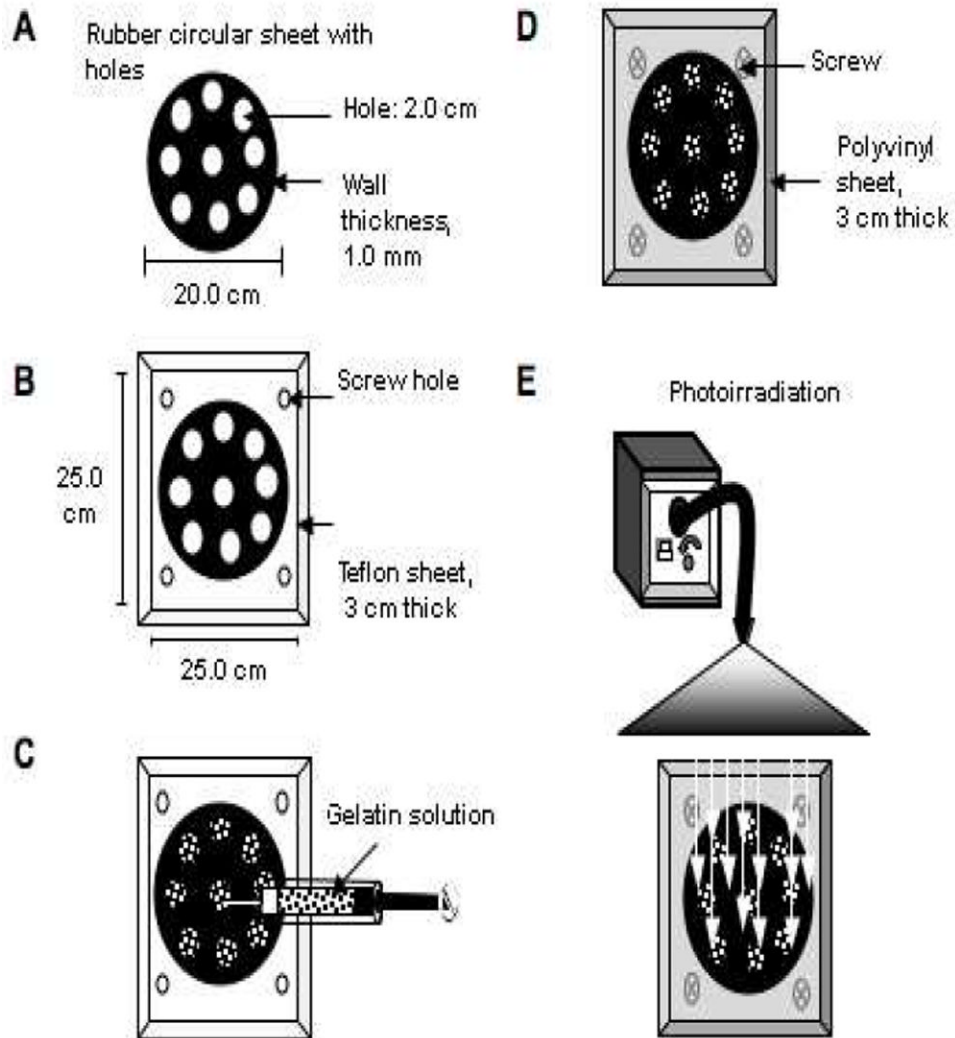 A
Rubber circular sheet with
holes
Hole: 2.0 cm
Wall
thickness,
1.0 mm
20.0 cm
B
Screw hole
25.0
cm
Teflon sheet,
3 cm thick
25.0 cm
C
Gelatin solution
D
Screw
Polyvinyl
sheet,
3 cm thick
E
Photoirradiation